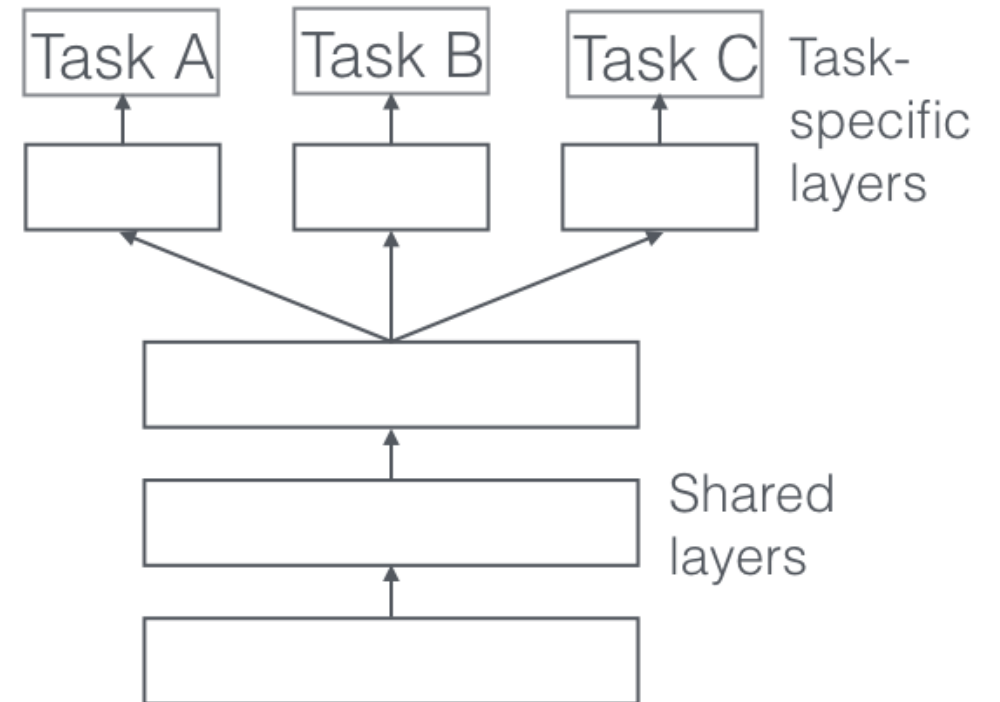 Task A
Task B
Task C
Task-
specific
layers
Shared
layers